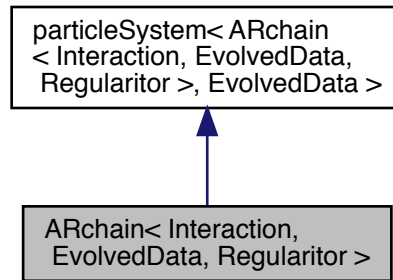 particleSystem< ARchain
< Interaction, EvolvedData,
Regularitor >, EvolvedData >
ARchain< Interaction,
EvolvedData, Regularitor >